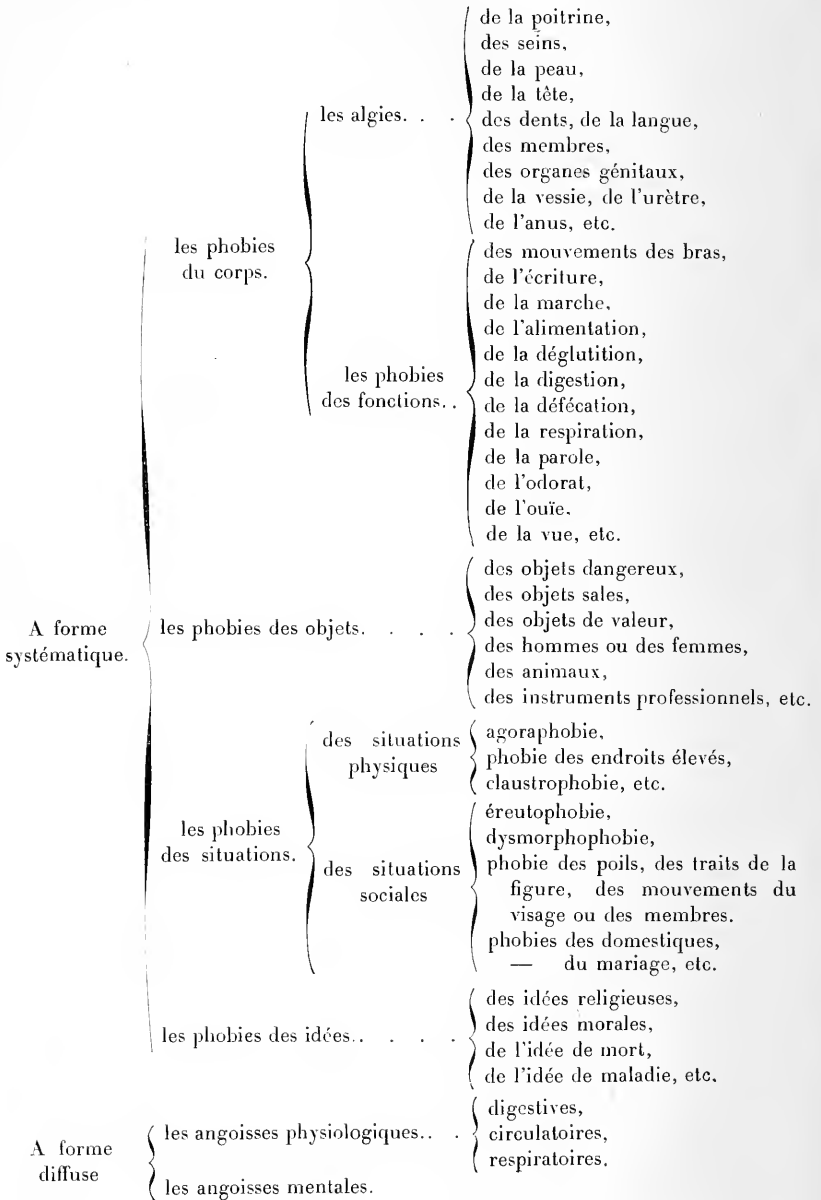 A forme
systématique.
les phobies
du corps.
les algies. . .
de la poitrine,
des seins,
de la peau,
de la tête,
des dents, de la langue,
des membres,
des organes génitaux,
de la vessie, de l'urètre,
de l'anus, etc.
les phobies
des fonctions. .
des mouvements des bras,
de l'écriture,
de la marche,
de l'alimentation,
de la déglutition,
de la digestion,
de la défécation,
de la respiration,
de la parole,
de l'odorat,
de l'ouïe.
de la vue, etc.
les phobies des objets. . . .
des objets dangereux,
des objets sales,
des objets de valeur,
des hommes ou des femmes,
des animaux,
des instruments professionnels, etc.
les phobies
des situations.
des situations
physiques
agoraphobie,
phobie des endroits élevés,
claustrophobie, etc.
des situations
sociales
éreutophobie,
dysmorphophobie,
phobie des poils, des traits de la
figure, des mouvements du
visage ou des membres.
phobies des domestiques,
— du mariage, etc.
les phobies des idées. . . . .
des idées religieuses,
des idées morales,
de l'idée de mort,
de l'idée de maladie, etc.
A forme
diffuse
les angoisses physiologiques. . .
digestives,
circulatoires,
respiratoires.
les angoisses mentales.